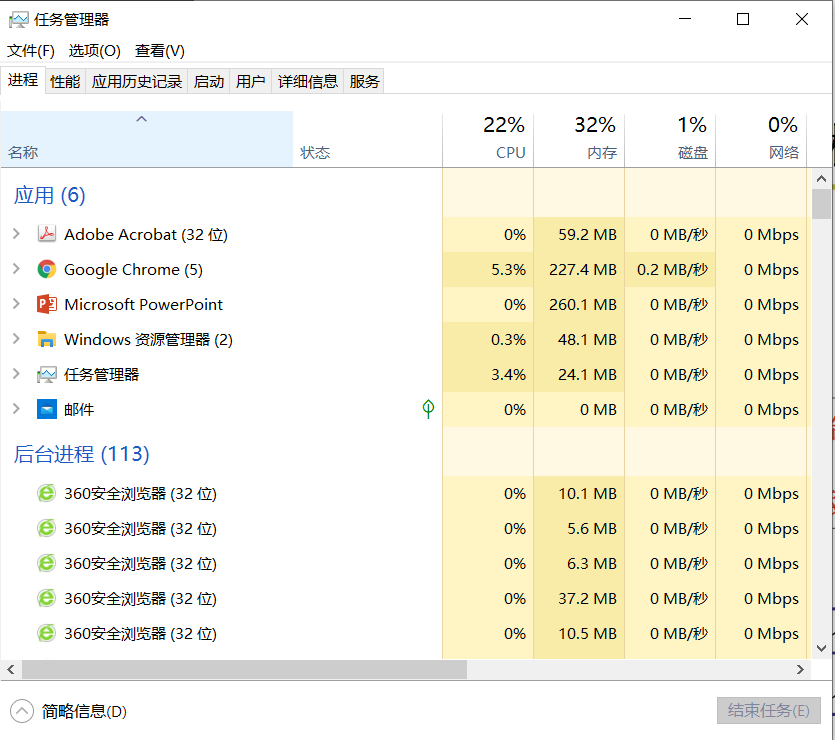 任务管理器
文件(F) 选项(O) 查看(V)
进程 性能 应用历史记录 启动 用户 详细信息 服务
22% 32% 1% 0%
名称 状态 CPU 内存 磁盘 网络
应用 (6)
Adobe Acrobat (32 位) 0% 59.2 MB 0 MB/秒 0 Mbps
Google Chrome (5) 5.3% 227.4 MB 0.2 MB/秒 0 Mbps
Microsoft PowerPoint 0% 260.1 MB 0 MB/秒 0 Mbps
Windows 资源管理器 (2) 0.3% 48.1 MB 0 MB/秒 0 Mbps
任务管理器 3.4% 24.1 MB 0 MB/秒 0 Mbps
邮件 0% 0 MB 0 MB/秒 0 Mbps
后台进程 (113)
360安全浏览器 (32 位) 0% 10.1 MB 0 MB/秒 0 Mbps
360安全浏览器 (32 位) 0% 5.6 MB 0 MB/秒 0 Mbps
360安全浏览器 (32 位) 0% 6.3 MB 0 MB/秒 0 Mbps
360安全浏览器 (32 位) 0% 37.2 MB 0 MB/秒 0 Mbps
360安全浏览器 (32 位) 0% 10.5 MB 0 MB/秒 0 Mbps
简略信息(D) 结束任务(E)